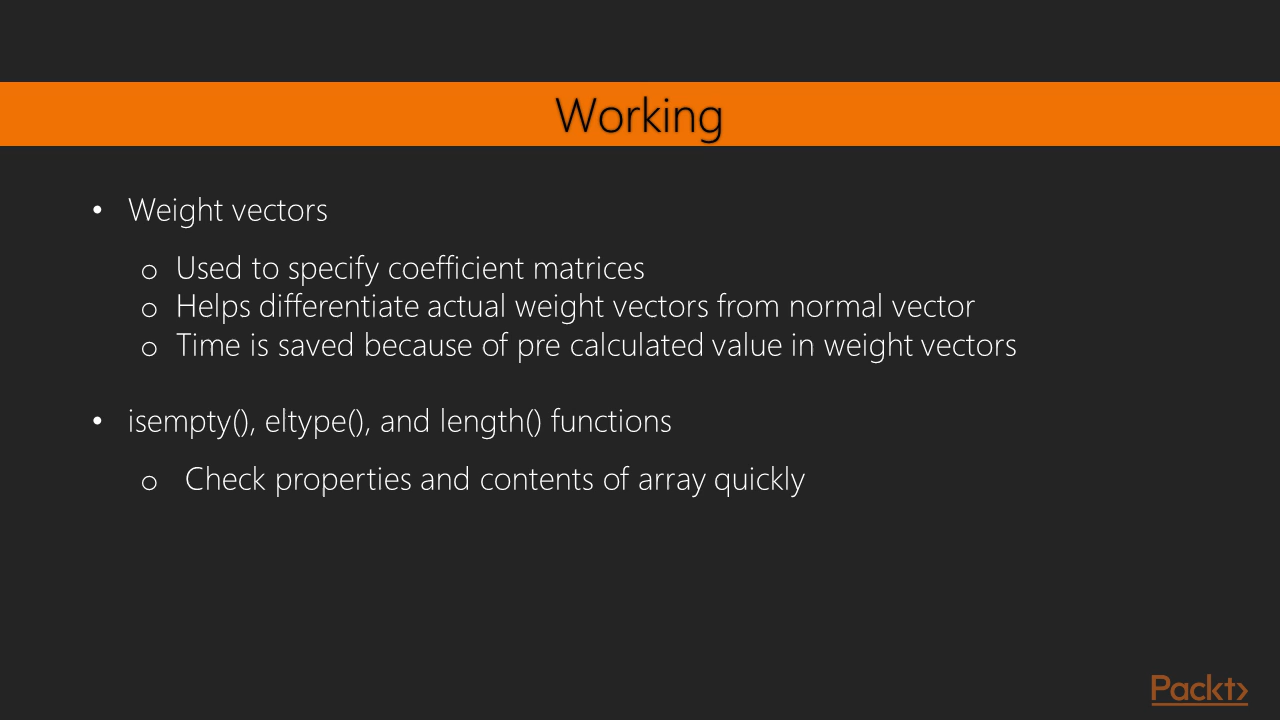 Working
• Weight vectors
o Used to specify coefficient matrices
o Helps differentiate actual weight vectors from normal vector
o Time is saved because of pre calculated value in weight vectors
• isempty(), eltype(), and length() functions
o Check properties and contents of array quickly
Packt>